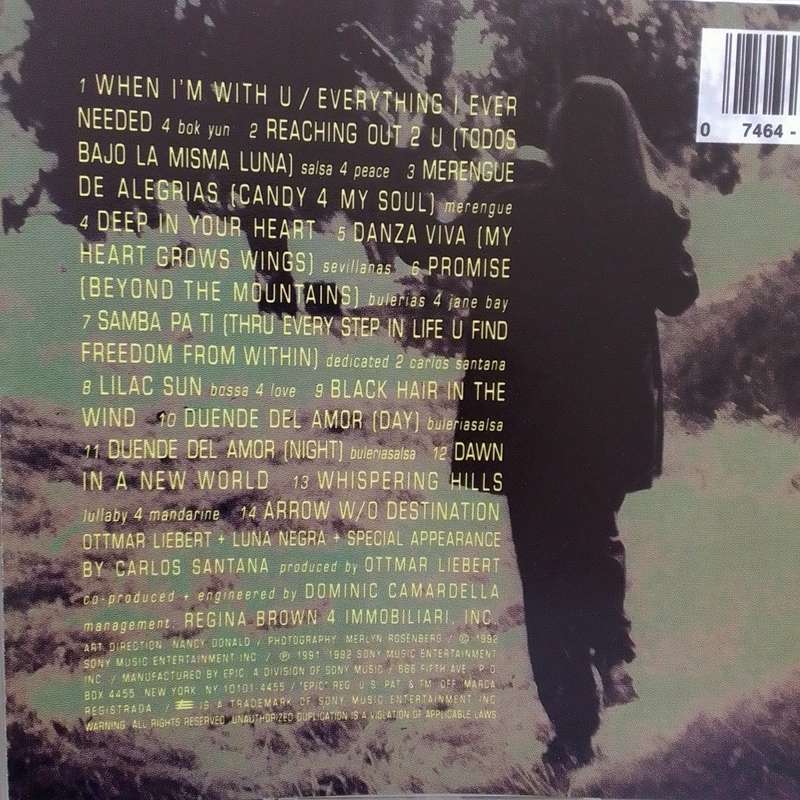 1 WHEN I'M WITH U / EVERYTHING I EVER
NEEDED 4 bok yun 2 REACHING OUT 2 U (TODOS
BAJO LA MISMA LUNA) salsa 4 peace 3 MERENGUE
DE ALEGRIAS (CANDY 4 MY SOUL) merengue
4 DEEP IN YOUR HEART 5 DANZA VIVA (MY
HEART GROWS WINGS) sevillanas 6 PROMISE
(BEYOND THE MOUNTAINS) bulerias 4 jane bay
7 SAMBA PA TI (THRU EVERY STEP IN LIFE U FIND
FREEDOM FROM WITHIN) dedicated 2 carlos santana
8 LILAC SUN bossa 4 love 9 BLACK HAIR IN THE
WIND 10 DUENDE DEL AMOR (DAY) buleriasalsa
11 DUENDE DEL AMOR (NIGHT) buleriasalsa 12 DAWN
IN A NEW WORLD 13 WHISPERING HILLS
lullaby 4 mandarine 14 ARROW W/O DESTINATION
OTTMAR LIEBERT + LUNA NEGRA + SPECIAL APPEARANCE
BY CARLOS SANTANA produced by OTTMAR LIEBERT
co-produced + engineered by DOMINIC CAMARDELLA
management: REGINA BROWN 4 IMMOBILIARI, INC.
ART DIRECTION: NANCY DONALD / PHOTOGRAPHY: MERLYN ROSENBERG / © 1992
SONY MUSIC ENTERTAINMENT INC. / ℗ 1991, 1992 SONY MUSIC ENTERTAINMENT
INC. / MANUFACTURED BY EPIC, A DIVISION OF SONY MUSIC / 666 FIFTH AVE., P.O.
BOX 4455, NEW YORK, NY 10101-4455 / "EPIC" REG. U.S. PAT. & TM. OFF. MARCA
REGISTRADA. / IS A TRADEMARK OF SONY MUSIC ENTERTAINMENT INC.
WARNING: ALL RIGHTS RESERVED. UNAUTHORIZED DUPLICATION IS A VIOLATION OF APPLICABLE LAWS
0 7464 -